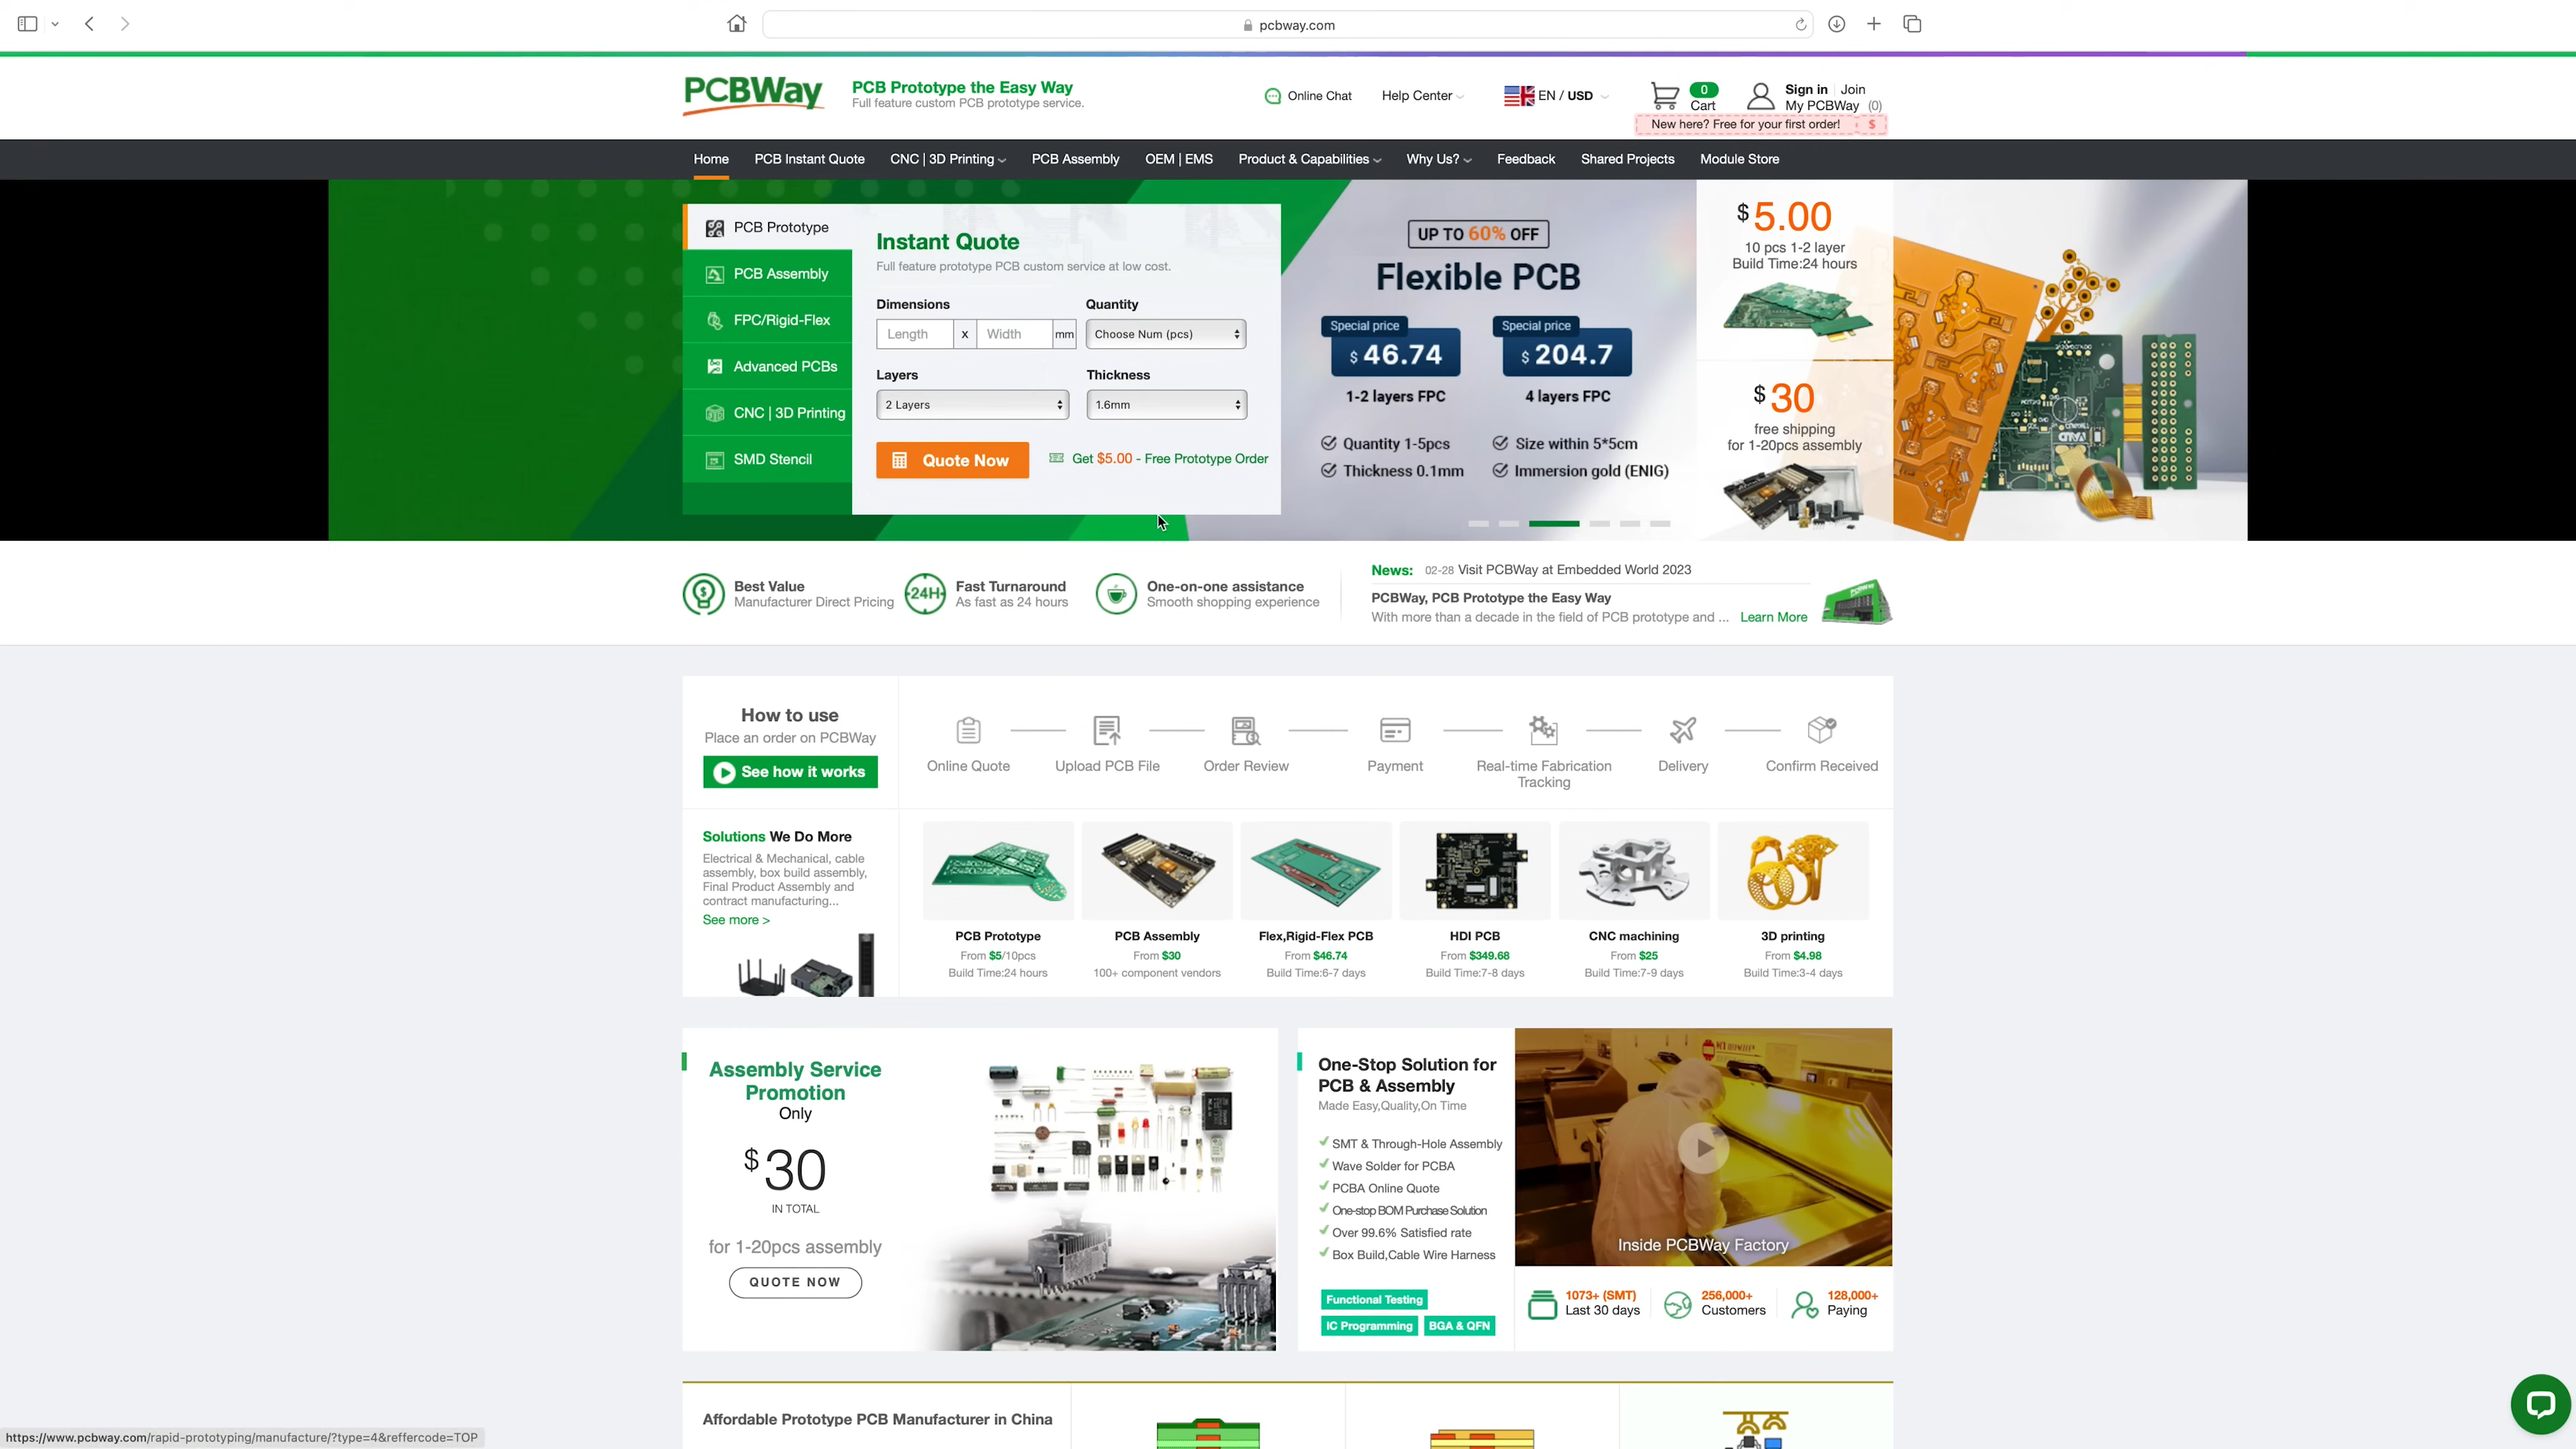 pcbway.com
PCBWay
PCB Prototype the Easy Way
Full feature custom PCB prototype service.
Online Chat
Help Center
EN / USD
0
Cart
Sign in
Join
My PCBWay (0)
New here? Free for your first order!
$
Home
PCB Instant Quote
CNC | 3D Printing
PCB Assembly
OEM | EMS
Product & Capabilities
Why Us?
Feedback
Shared Projects
Module Store
PCB Prototype
PCB Assembly
FPC/Rigid-Flex
Advanced PCBs
CNC | 3D Printing
SMD Stencil
Instant Quote
Full feature prototype PCB custom service at low cost.
Dimensions
Quantity
Length x Width mm
Choose Num (pcs)
Layers
Thickness
2 Layers
1.6mm
Quote Now
Get $5.00 - Free Prototype Order
UP TO 60% OFF
Flexible PCB
Special price
$ 46.74
1-2 layers FPC
Special price
$ 204.7
4 layers FPC
Quantity 1-5pcs
Size within 5*5cm
Thickness 0.1mm
Immersion gold (ENIG)
$5.00
10 pcs 1-2 layer
Build Time:24 hours
$30
free shipping
for 1-20pcs assembly
Best Value
Manufacturer Direct Pricing
24H
Fast Turnaround
As fast as 24 hours
One-on-one assistance
Smooth shopping experience
News: 02-28 Visit PCBWay at Embedded World 2023
PCBWay, PCB Prototype the Easy Way
With more than a decade in the field of PCB prototype and ... Learn More
How to use
Place an order on PCBWay
See how it works
Online Quote
Upload PCB File
Order Review
Payment
Real-time Fabrication
Tracking
Delivery
Confirm Received
Solutions We Do More
Electrical & Mechanical, cable
assembly, box build assembly,
Final Product Assembly and
contract manufacturing...
See more >
PCB Prototype
From $5/10pcs
Build Time:24 hours
PCB Assembly
From $30
100+ component vendors
Flex,Rigid-Flex PCB
From $46.74
Build Time:6-7 days
HDI PCB
From $349.68
Build Time:7-8 days
CNC machining
From $25
Build Time:7-9 days
3D printing
From $4.98
Build Time:3-4 days
Assembly Service
Promotion
Only
$30
IN TOTAL
for 1-20pcs assembly
QUOTE NOW
One-Stop Solution for
PCB & Assembly
Made Easy,Quality,On Time
SMT & Through-Hole Assembly
Wave Solder for PCBA
PCBA Online Quote
One-stop BOM Purchase Solution
Over 99.6% Satisfied rate
Box Build,Cable Wire Harness
Functional Testing
IC Programming
BGA & QFN
Inside PCBWay Factory
1073+ (SMT)
Last 30 days
256,000+
Customers
128,000+
Paying
Affordable Prototype PCB Manufacturer in China
https://www.pcbway.com/rapid-prototyping/manufacture/?type=4&reffercode=TOP